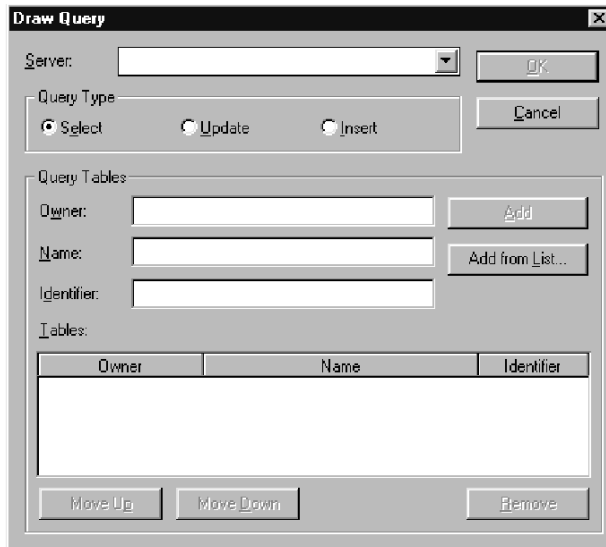 Draw Query
Server:
OK
Query Type
Select Update Insert
Cancel
Query Tables
Owner:
Add
Name:
Add from List...
Identifier:
Tables:
Owner Name Identifier
Move Up Move Down Remove